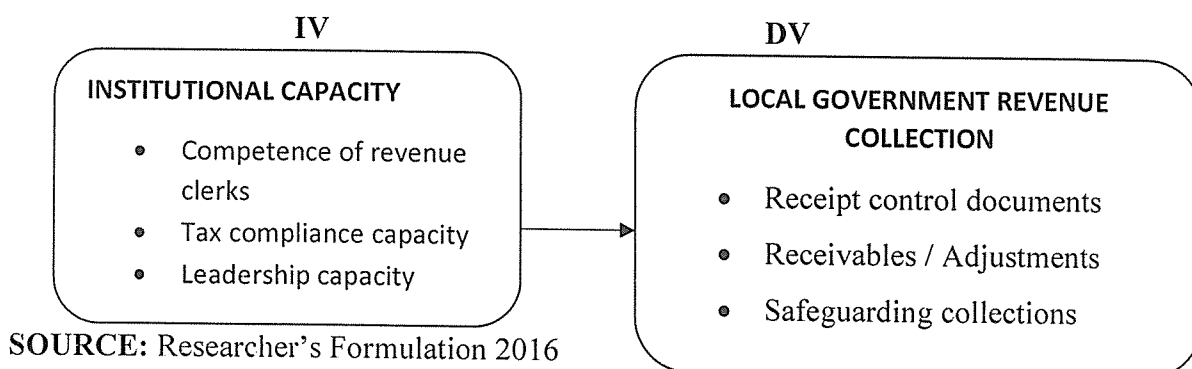 IV
INSTITUTIONAL CAPACITY
• Competence of revenue
clerks
• Tax compliance capacity
• Leadership capacity
DV
LOCAL GOVERNMENT REVENUE
COLLECTION
• Receipt control documents
• Receivables / Adjustments
• Safeguarding collections
SOURCE: Researcher's Formulation 2016